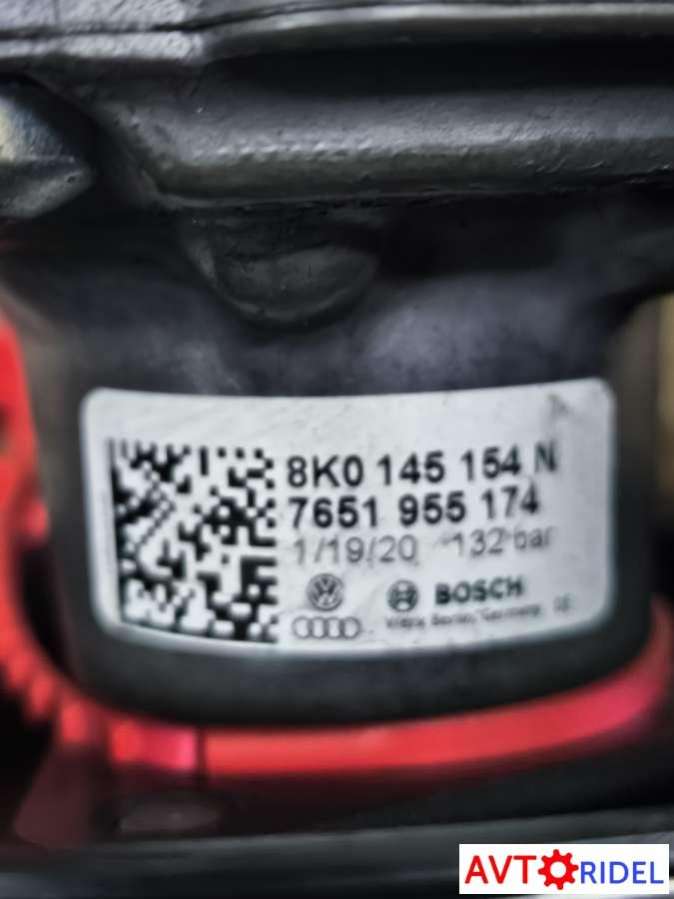 8K0 145 154 N
7651 955 174
1/19/20 132 bar
BOSCH
AVTORIDEL